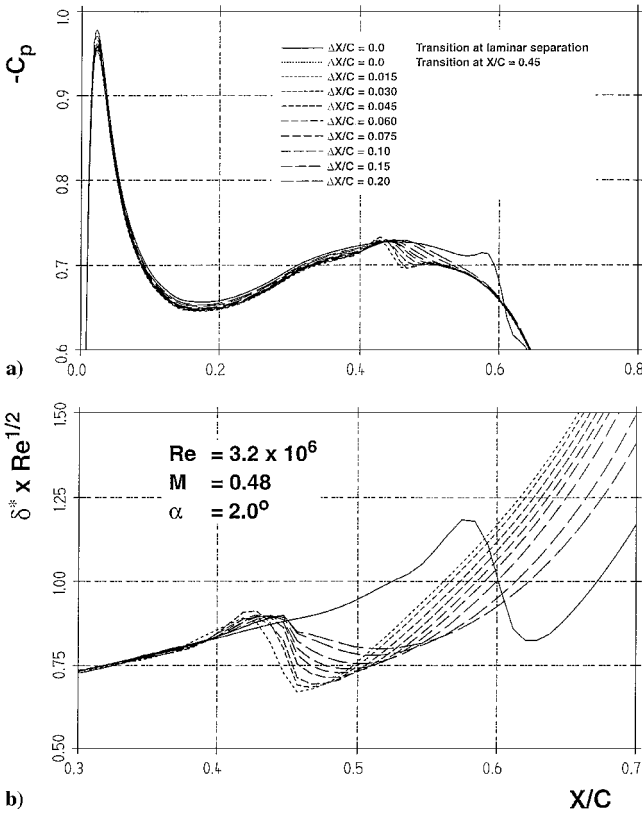 1.0
-Cp
0.9
0.8
0.7
0.6
ΔX/C = 0.0 Transition at laminar separation
ΔX/C = 0.0 Transition at X/C = 0.45
ΔX/C = 0.015
ΔX/C = 0.030
ΔX/C = 0.045
ΔX/C = 0.060
ΔX/C = 0.075
ΔX/C = 0.10
ΔX/C = 0.15
ΔX/C = 0.20
a)
0.0 0.2 0.4 0.6 0.8
δ* x Re^1/2
1.50
1.25
1.00
0.75
0.50
Re = 3.2 x 10^6
M = 0.48
α = 2.0°
0.3 0.4 0.5 0.6 0.7
b)
X/C